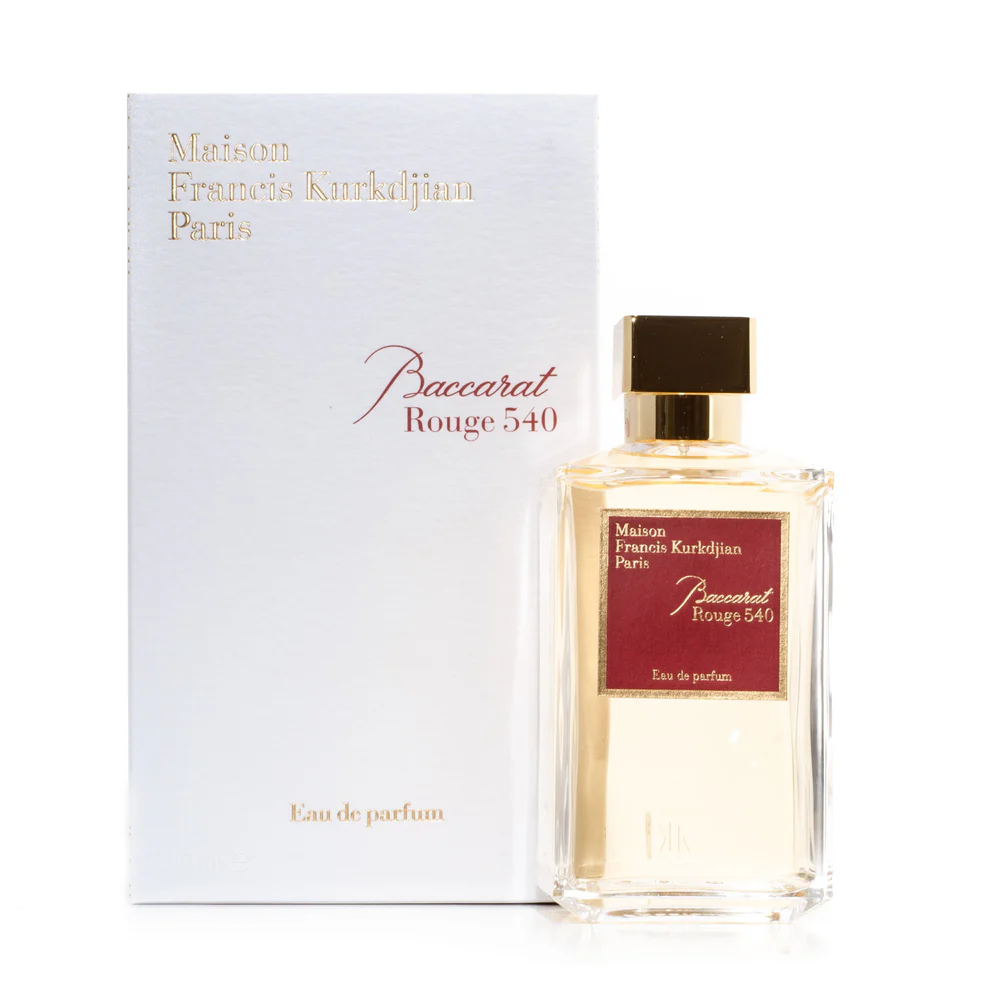 Maison
Francis Kurkdjian
Paris
Baccarat
Rouge 540
Eau de parfum
Maison
Francis Kurkdjian
Paris
Baccarat
Rouge 540
Eau de parfum